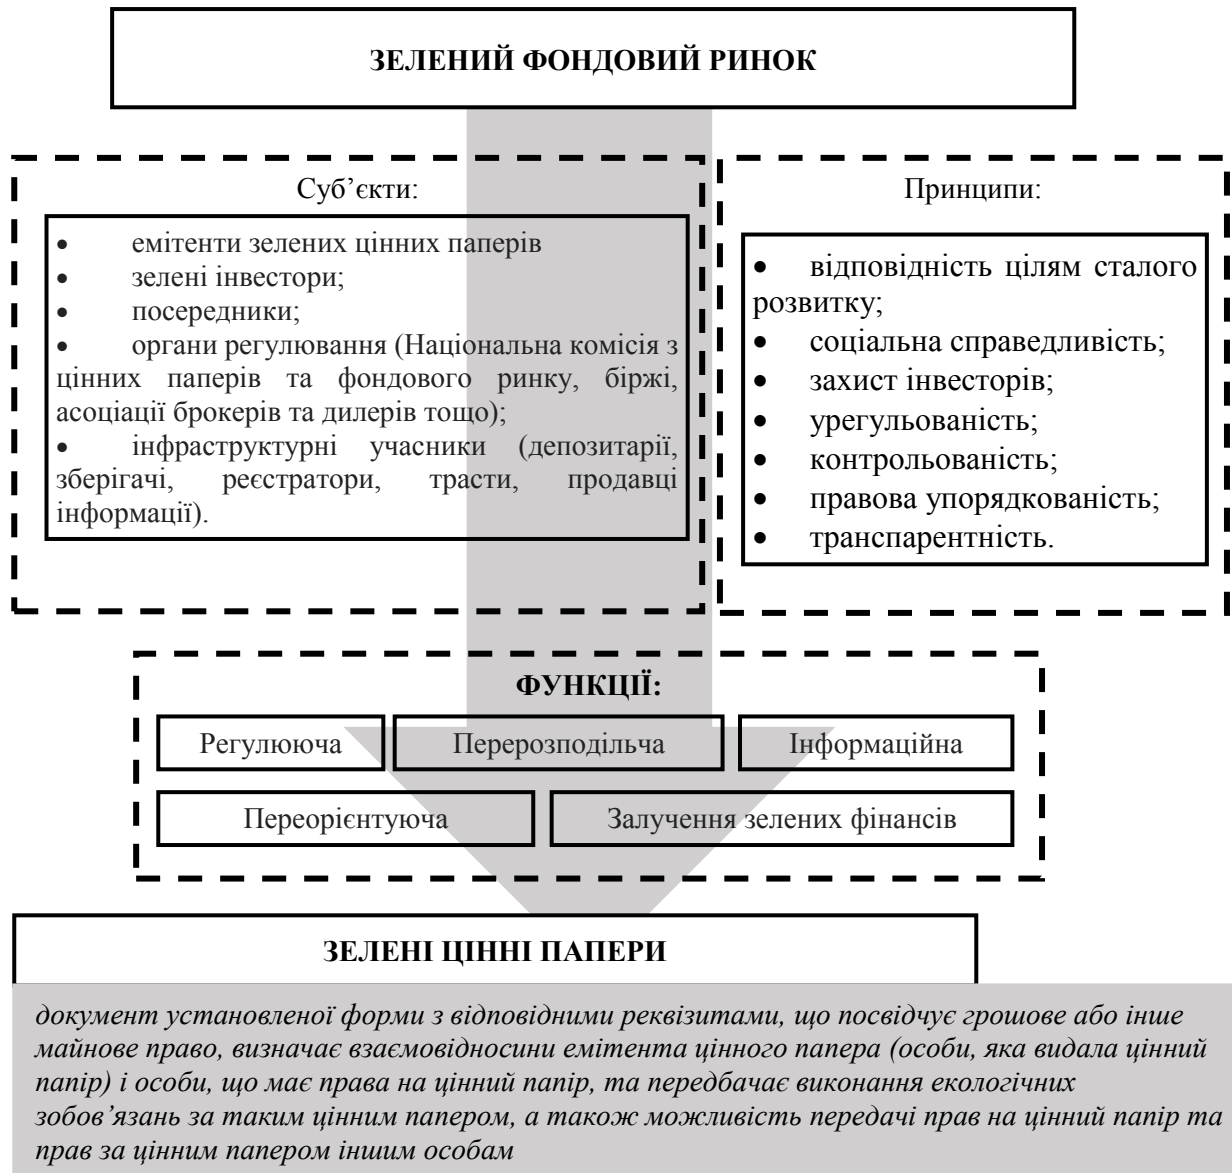 ЗЕЛЕНИЙ ФОНДОВИЙ РИНОК
Суб’єкти:
• емітенти зелених цінних паперів
• зелені інвестори;
• посередники;
• органи регулювання (Національна комісія з
цінних паперів та фондового ринку, біржі,
асоціації брокерів та дилерів тощо);
• інфраструктурні учасники (депозитарії,
зберігачі, реєстратори, трасти, продавці
інформації).
Принципи:
• відповідність цілям сталого
розвитку;
• соціальна справедливість;
• захист інвесторів;
• урегульованість;
• контрольованість;
• правова упорядкованість;
• транспарентність.
ФУНКЦІЇ:
Регулююча
Перерозподільча
Інформаційна
Переорієнтуюча
Залучення зелених фінансів
ЗЕЛЕНІ ЦІННІ ПАПЕРИ
документ установленої форми з відповідними реквізитами, що посвідчує грошове або інше
майнове право, визначає взаємовідносини емітента цінного папера (особи, яка видала цінний
папір) і особи, що має права на цінний папір, та передбачає виконання екологічних
зобов’язань за таким цінним папером, а також можливість передачі прав на цінний папір та
прав за цінним папером іншим особам